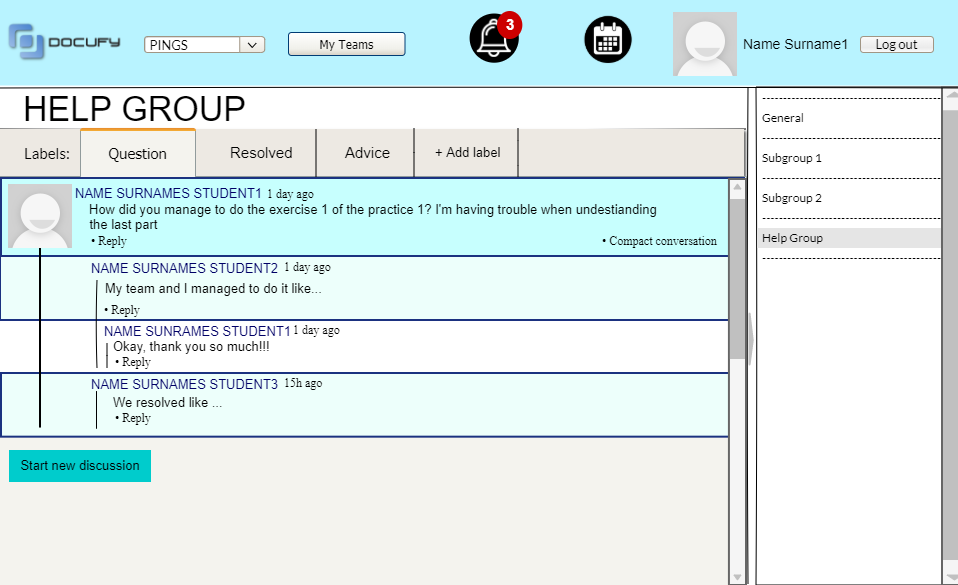 DOCUFY
PINGS
My Teams
3
Name Surname1
Log out
HELP GROUP
Labels:
Question
Resolved
Advice
+ Add label
NAME SURNAMES STUDENT1 1 day ago
How did you manage to do the exercise 1 of the practice 1? I'm having trouble when undestianding
the last part
• Reply
• Compact conversation
NAME SURNAMES STUDENT2 1 day ago
My team and I managed to do it like...
• Reply
NAME SUNRAMES STUDENT1 1 day ago
Okay, thank you so much!!!
• Reply
NAME SURNAMES STUDENT3 15h ago
We resolved like ...
• Reply
Start new discussion
General
Subgroup 1
Subgroup 2
Help Group